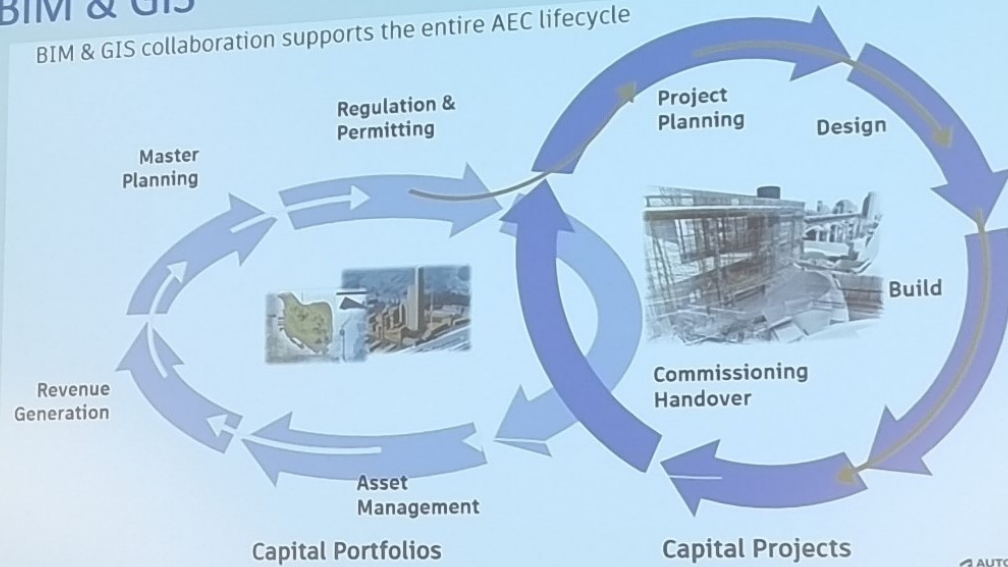 BIM & GIS
BIM & GIS collaboration supports the entire AEC lifecycle
Regulation &
Permitting
Master
Planning
Project
Planning
Design
Build
Revenue
Generation
Commissioning
Handover
Asset
Management
Capital Portfolios
Capital Projects